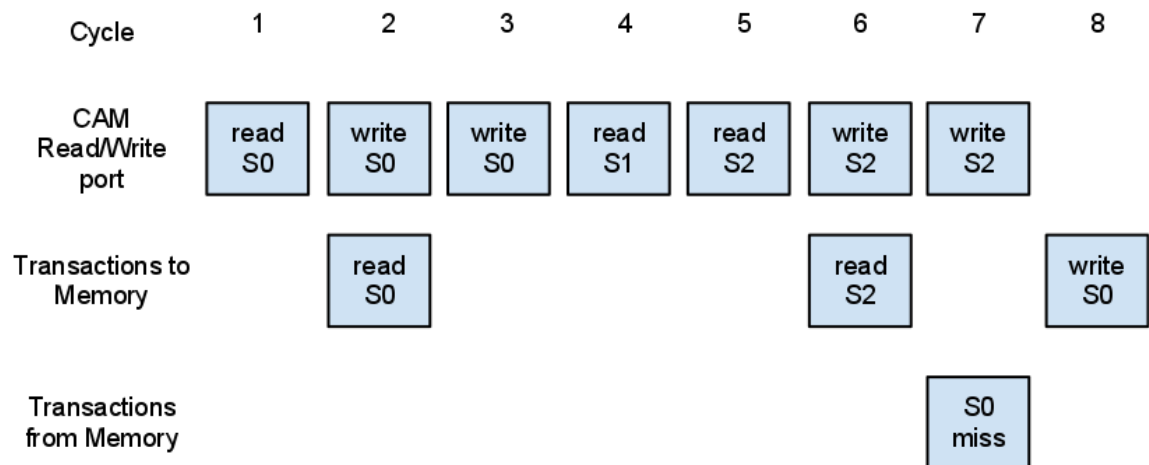 Cycle 1 2 3 4 5 6 7 8
CAM
Read/Write
port
read
S0
write
S0
write
S0
read
S1
read
S2
write
S2
write
S2
Transactions to
Memory
read
S0
read
S2
write
S0
Transactions
from Memory
S0
miss